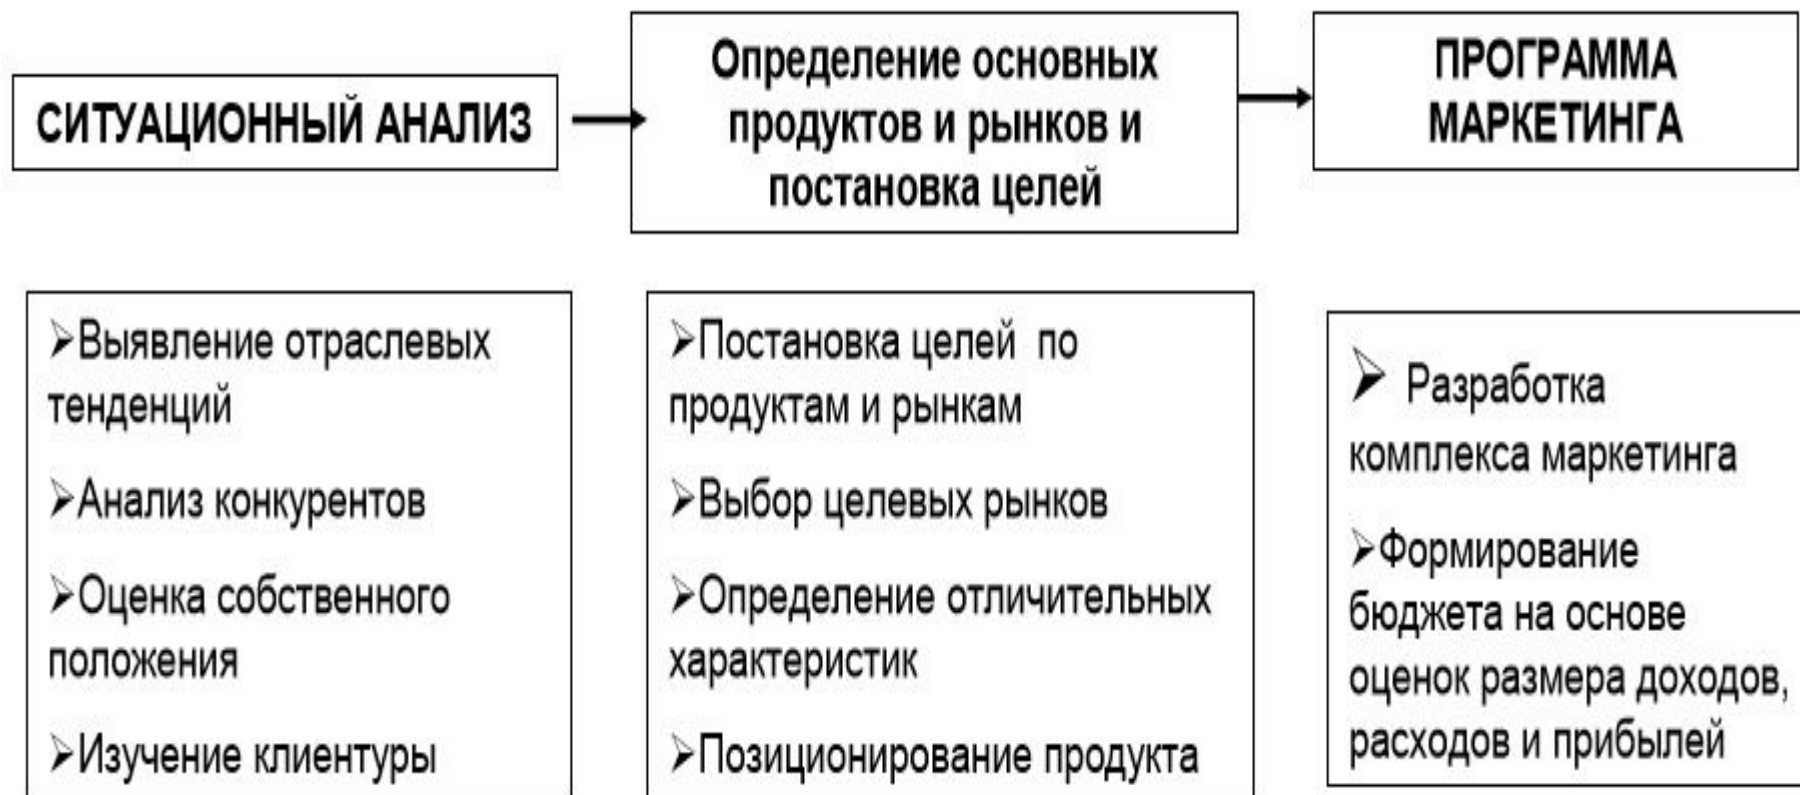 СИТУАЦИОННЫЙ АНАЛИЗ
Определение основных
продуктов и рынков и
постановка целей
ПРОГРАММА
МАРКЕТИНГА
➢Выявление отраслевых
тенденций
➢Анализ конкурентов
➢Оценка собственного
положения
➢Изучение клиентуры
➢Постановка целей по
продуктам и рынкам
➢Выбор целевых рынков
➢Определение отличительных
характеристик
➢Позиционирование продукта
➢ Разработка
комплекса маркетинга
➢Формирование
бюджета на основе
оценок размера доходов,
расходов и прибылей